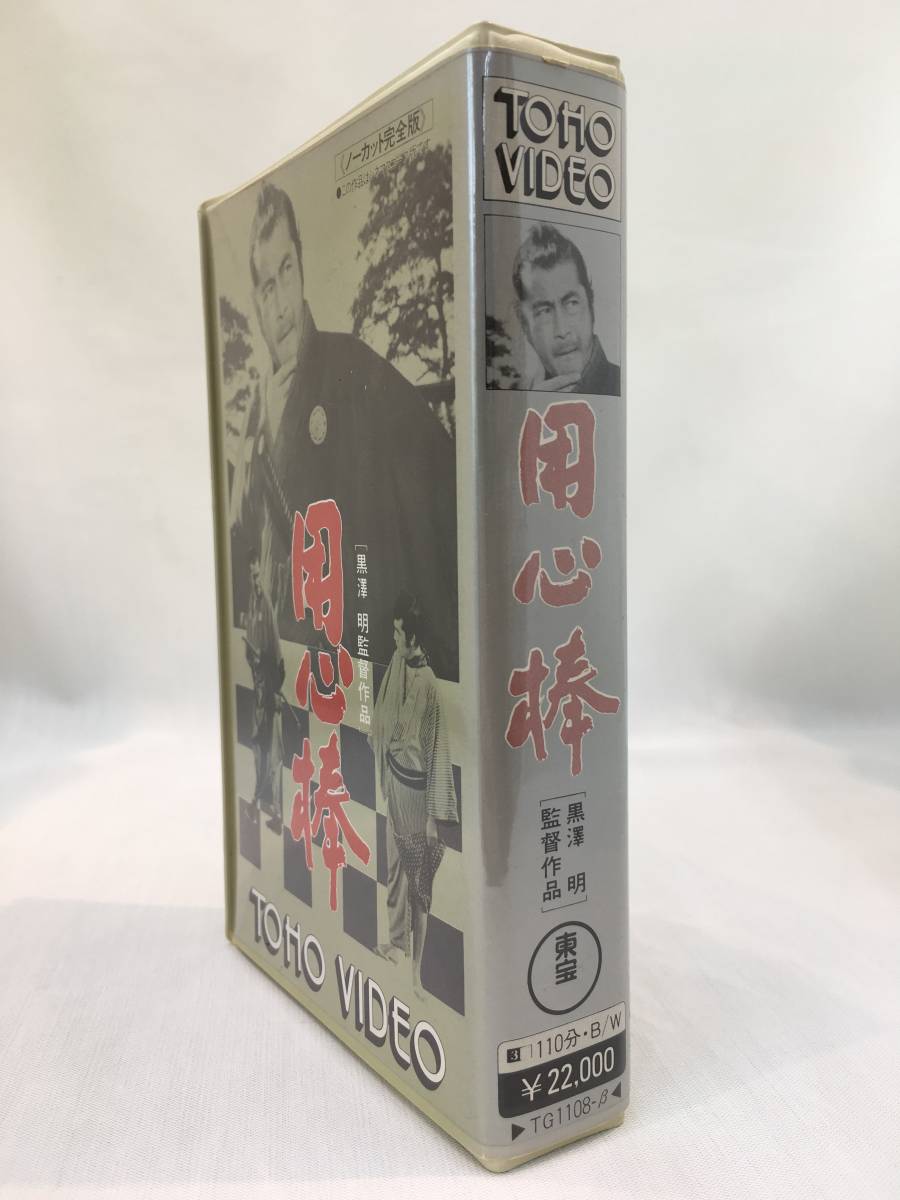 《ノーカット完全版》
用心棒
[黒澤 明監督作品]
TOHO VIDEO
TOHO
VIDEO
用心棒
[黒澤 明
監督作品]
東宝
3 110分・B/W
¥22,000
▶TG1108-β◀